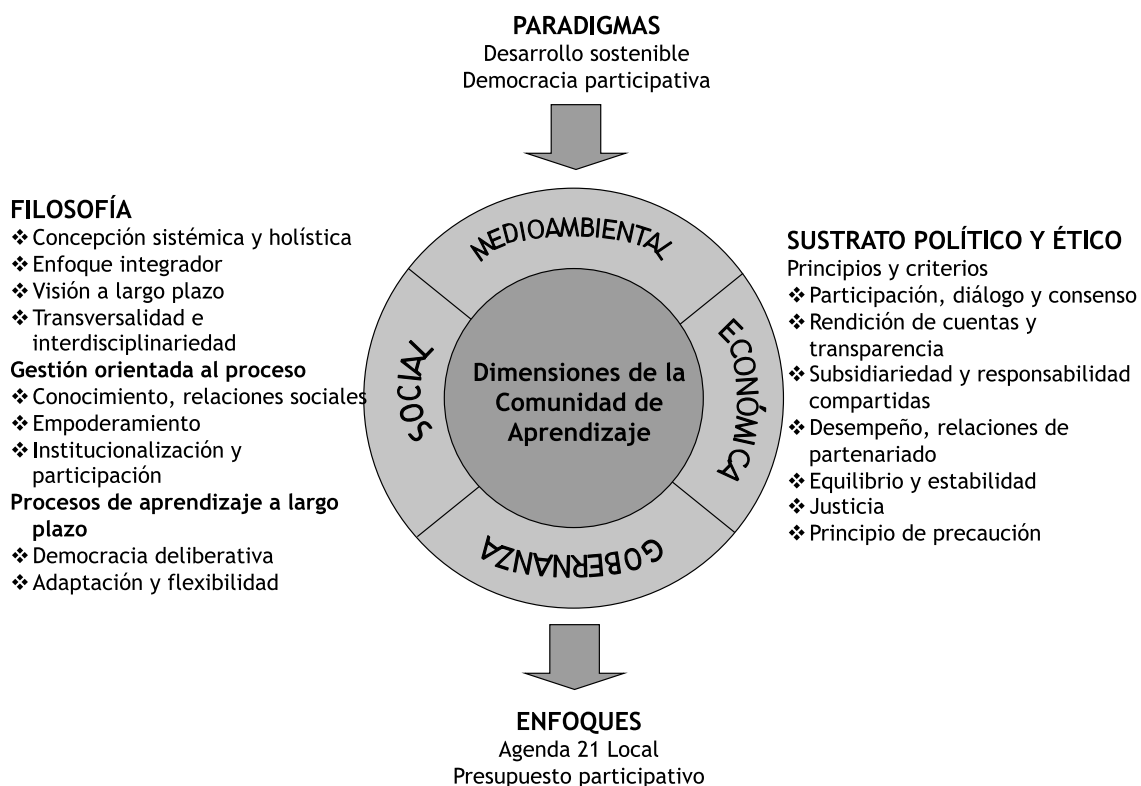 PARADIGMAS
Desarrollo sostenible
Democracia participativa
FILOSOFÍA
❖ Concepción sistémica y holística
❖ Enfoque integrador
❖ Visión a largo plazo
❖ Transversalidad e
interdisciplinariedad
Gestión orientada al proceso
❖ Conocimiento, relaciones sociales
❖ Empoderamiento
❖ Institucionalización y
participación
Procesos de aprendizaje a largo
plazo
❖ Democracia deliberativa
❖ Adaptación y flexibilidad
MEDIOAMBIENTAL
SOCIAL
Dimensiones de la
Comunidad de
Aprendizaje
ECONÓMICA
GOBERNANZA
SUSTRATO POLÍTICO Y ÉTICO
Principios y criterios
❖ Participación, diálogo y consenso
❖ Rendición de cuentas y
transparencia
❖ Subsidiariedad y responsabilidad
compartidas
❖ Desempeño, relaciones de
partenariado
❖ Equilibrio y estabilidad
❖ Justicia
❖ Principio de precaución
ENFOQUES
Agenda 21 Local
Presupuesto participativo